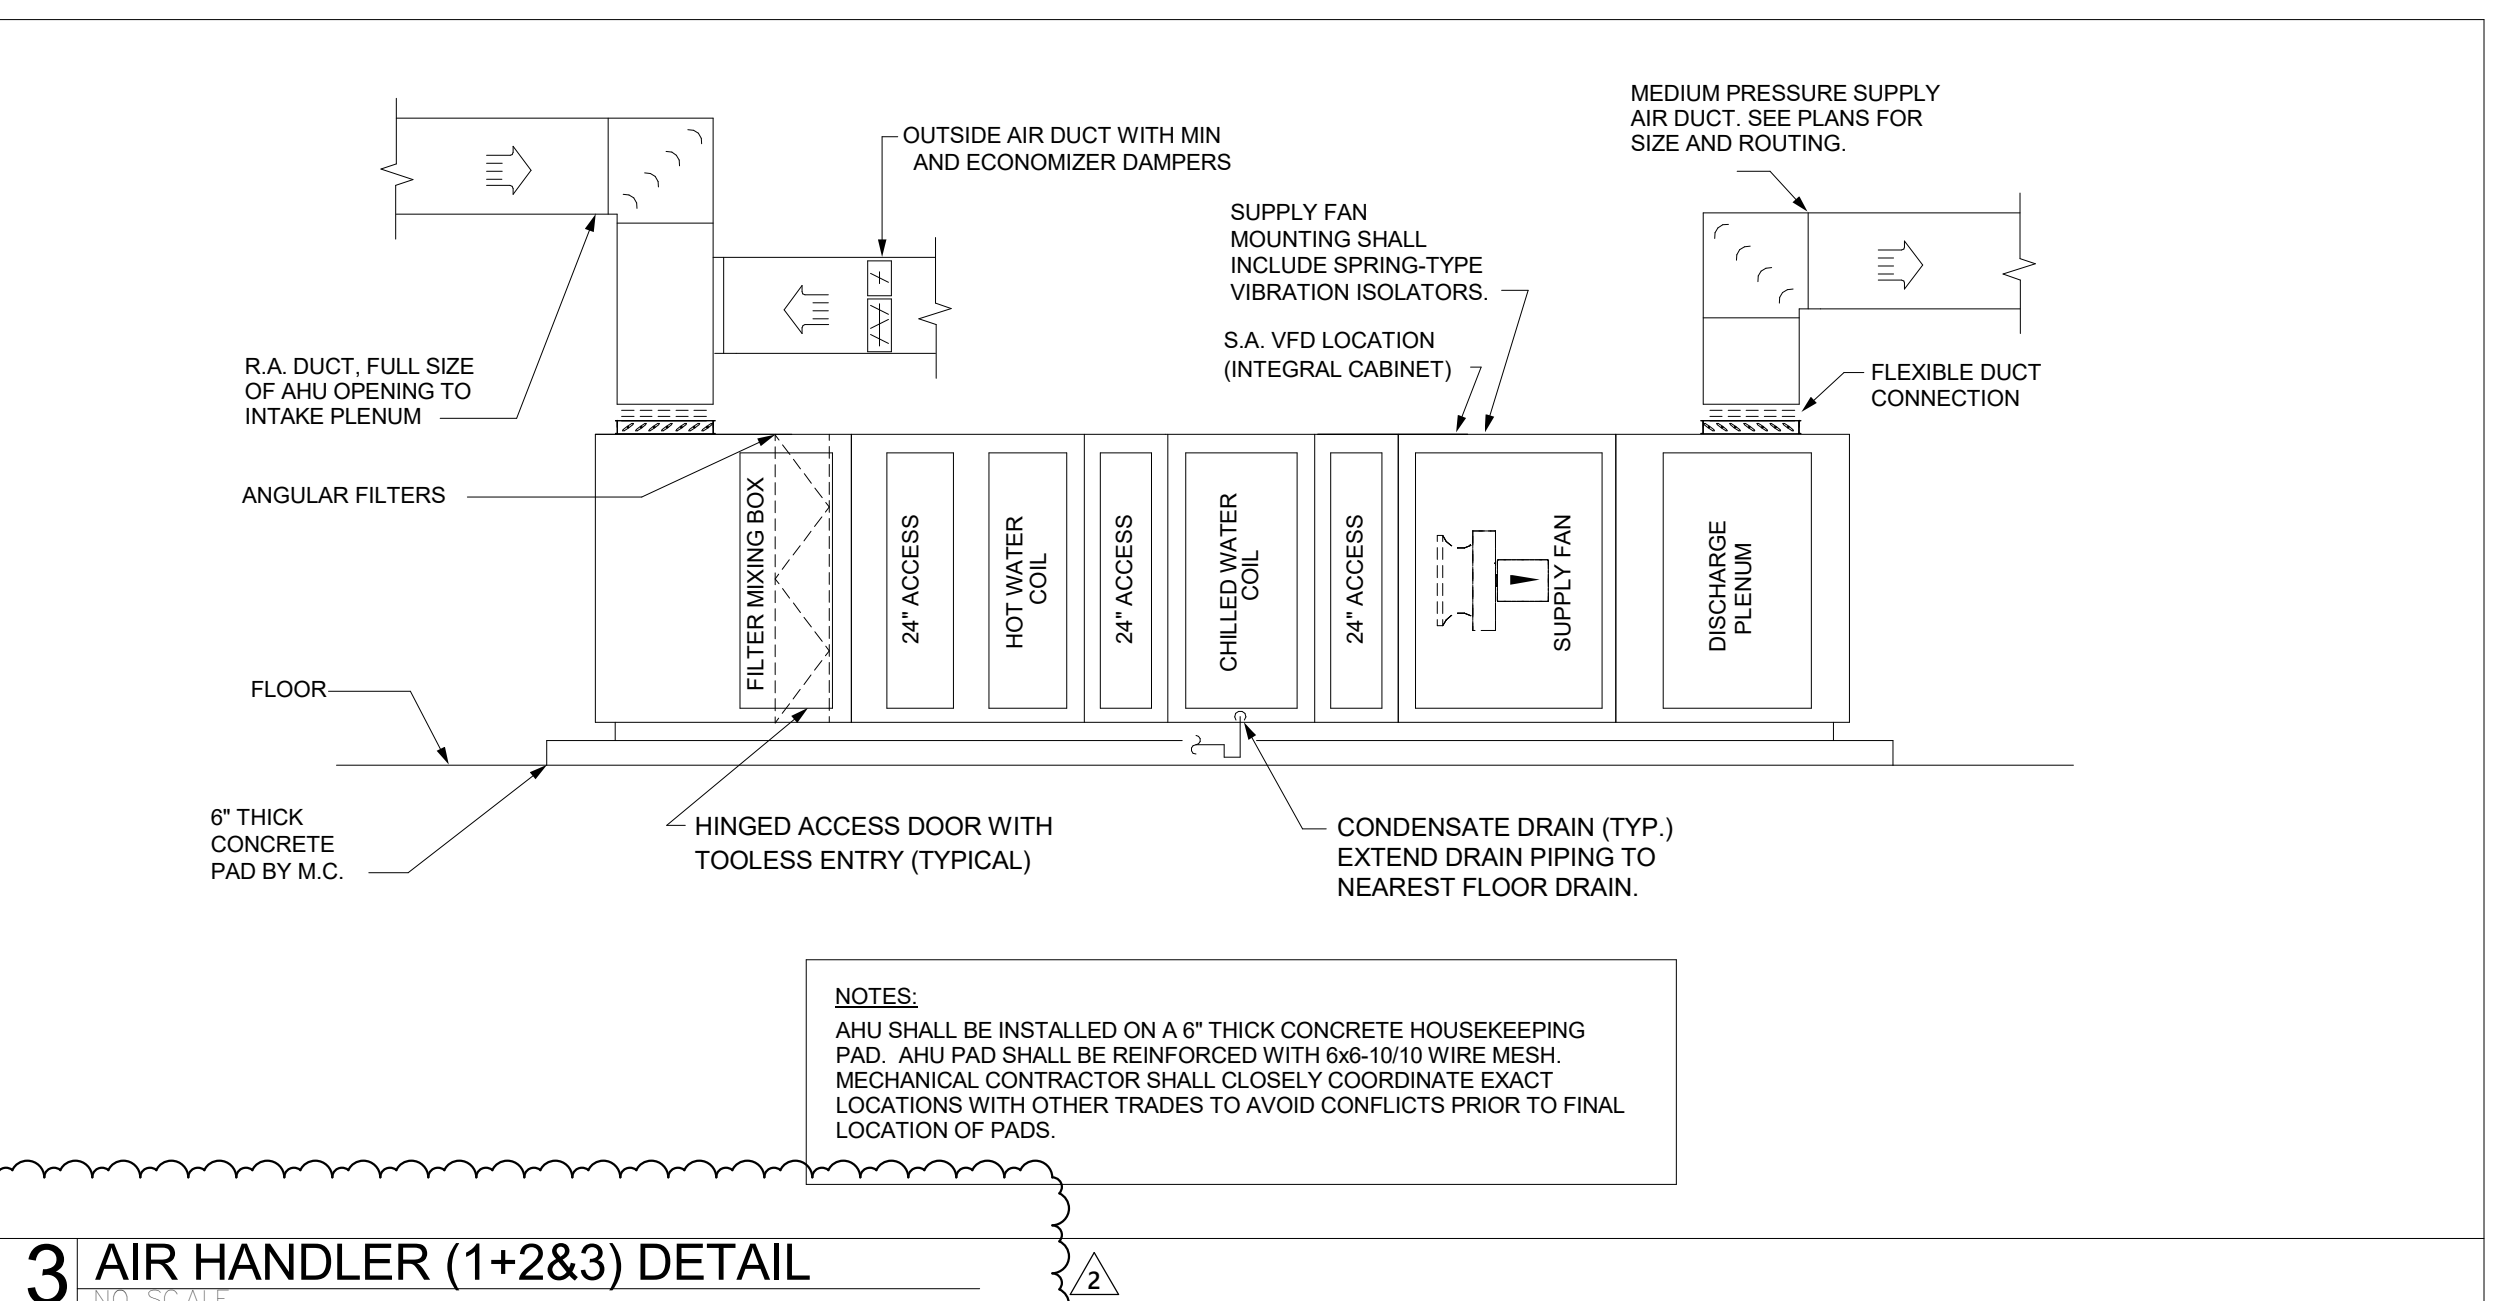 MEDIUM PRESSURE SUPPLY
AIR DUCT. SEE PLANS FOR
SIZE AND ROUTING.
OUTSIDE AIR DUCT WITH MIN
AND ECONOMIZER DAMPERS
SUPPLY FAN
MOUNTING SHALL
INCLUDE SPRING-TYPE
VIBRATION ISOLATORS.
S.A. VFD LOCATION
(INTEGRAL CABINET)
R.A. DUCT, FULL SIZE
OF AHU OPENING TO
INTAKE PLENUM
FLEXIBLE DUCT
CONNECTION
ANGULAR FILTERS
FILTER MIXING BOX
24" ACCESS
HOT WATER
COIL
24" ACCESS
CHILLED WATER
COIL
24" ACCESS
SUPPLY FAN
DISCHARGE
PLENUM
FLOOR
6" THICK
CONCRETE
PAD BY M.C.
HINGED ACCESS DOOR WITH
TOOLESS ENTRY (TYPICAL)
CONDENSATE DRAIN (TYP.)
EXTEND DRAIN PIPING TO
NEAREST FLOOR DRAIN.
NOTES:
AHU SHALL BE INSTALLED ON A 6" THICK CONCRETE HOUSEKEEPING
PAD. AHU PAD SHALL BE REINFORCED WITH 6x6-10/10 WIRE MESH.
MECHANICAL CONTRACTOR SHALL CLOSELY COORDINATE EXACT
LOCATIONS WITH OTHER TRADES TO AVOID CONFLICTS PRIOR TO FINAL
LOCATION OF PADS.
3 AIR HANDLER (1+2&3) DETAIL
NO SCALE
2